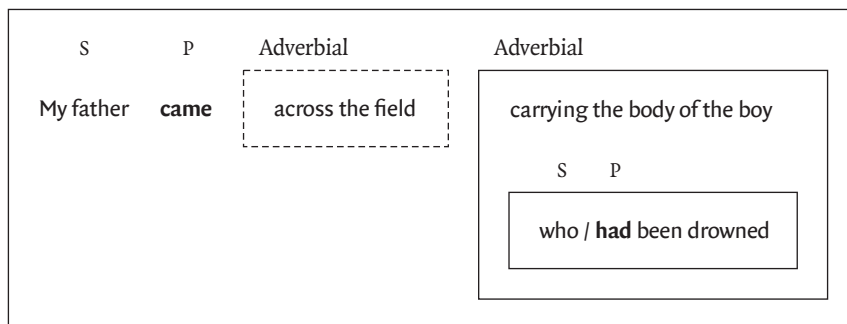 S P Adverbial Adverbial
My father came across the field carrying the body of the boy
S P
who / had been drowned